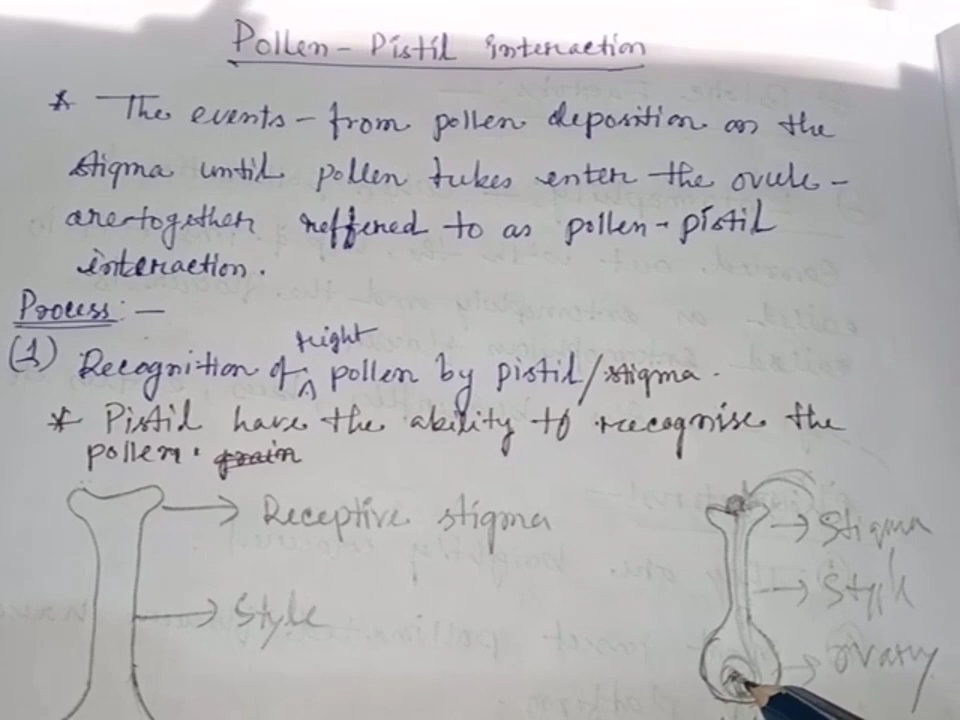 Pollen - Pistil interaction
* The events - from pollen deposition on the
stigma until pollen tukes enter the ovule -
are together reffened to as pollen - pistil
interaction.
Process : —
(1) Recognition of right pollen by pistil/stigma.
* Pistil have the ability to recognise the
pollen. grain
Receptive stigma
Style
Stigma
Style
Ovary